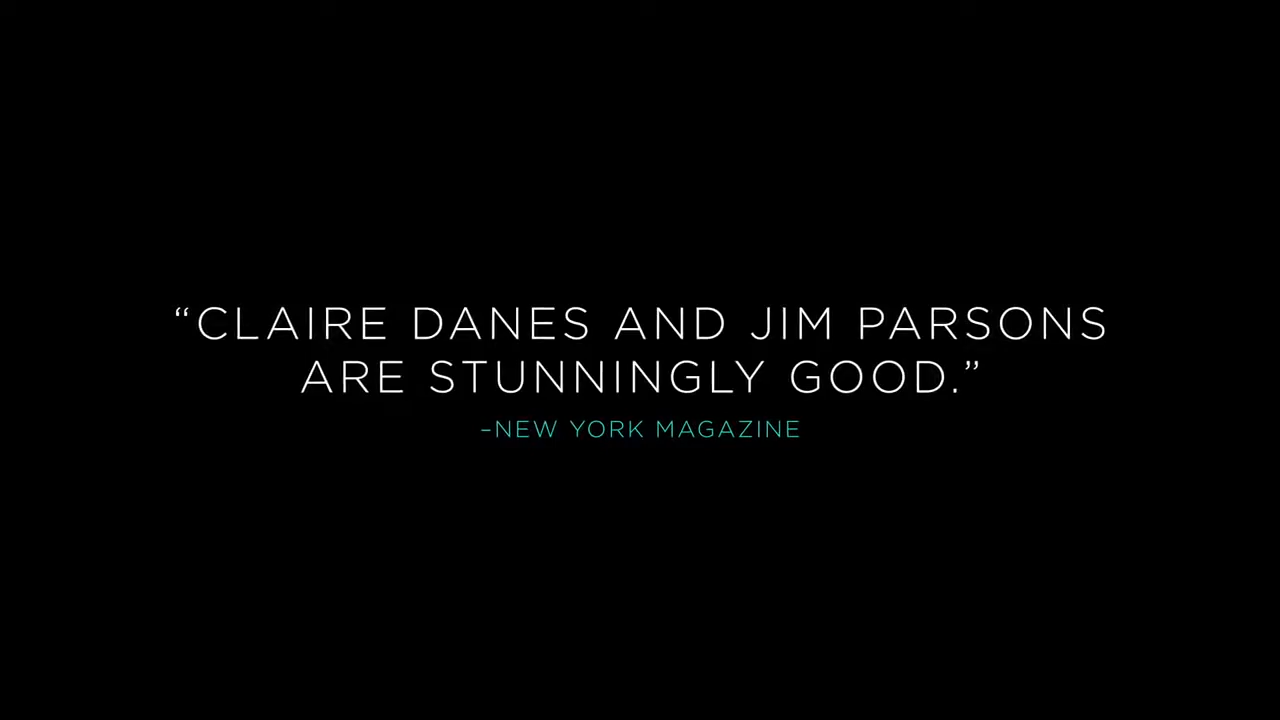 “CLAIRE DANES AND JIM PARSONS
ARE STUNNINGLY GOOD.”
–NEW YORK MAGAZINE